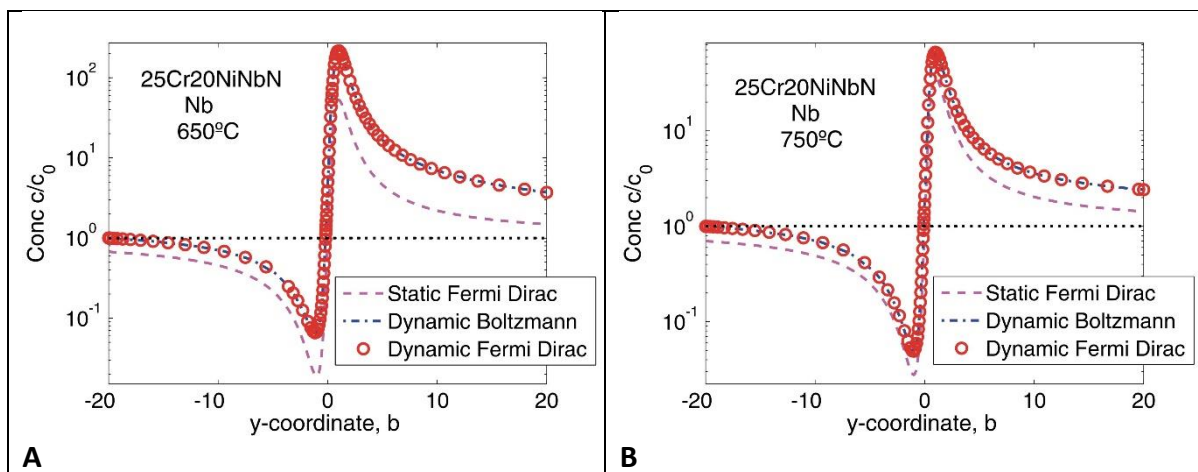 A
25Cr20NiNbN
Nb
650ºC
Conc c/c0
10^2
10^1
10^0
10^-1
-20 -10 0 10 20
y-coordinate, b
Static Fermi Dirac
Dynamic Boltzmann
Dynamic Fermi Dirac
B
25Cr20NiNbN
Nb
750ºC
Conc c/c0
10^1
10^0
10^-1
-20 -10 0 10 20
y-coordinate, b
Static Fermi Dirac
Dynamic Boltzmann
Dynamic Fermi Dirac